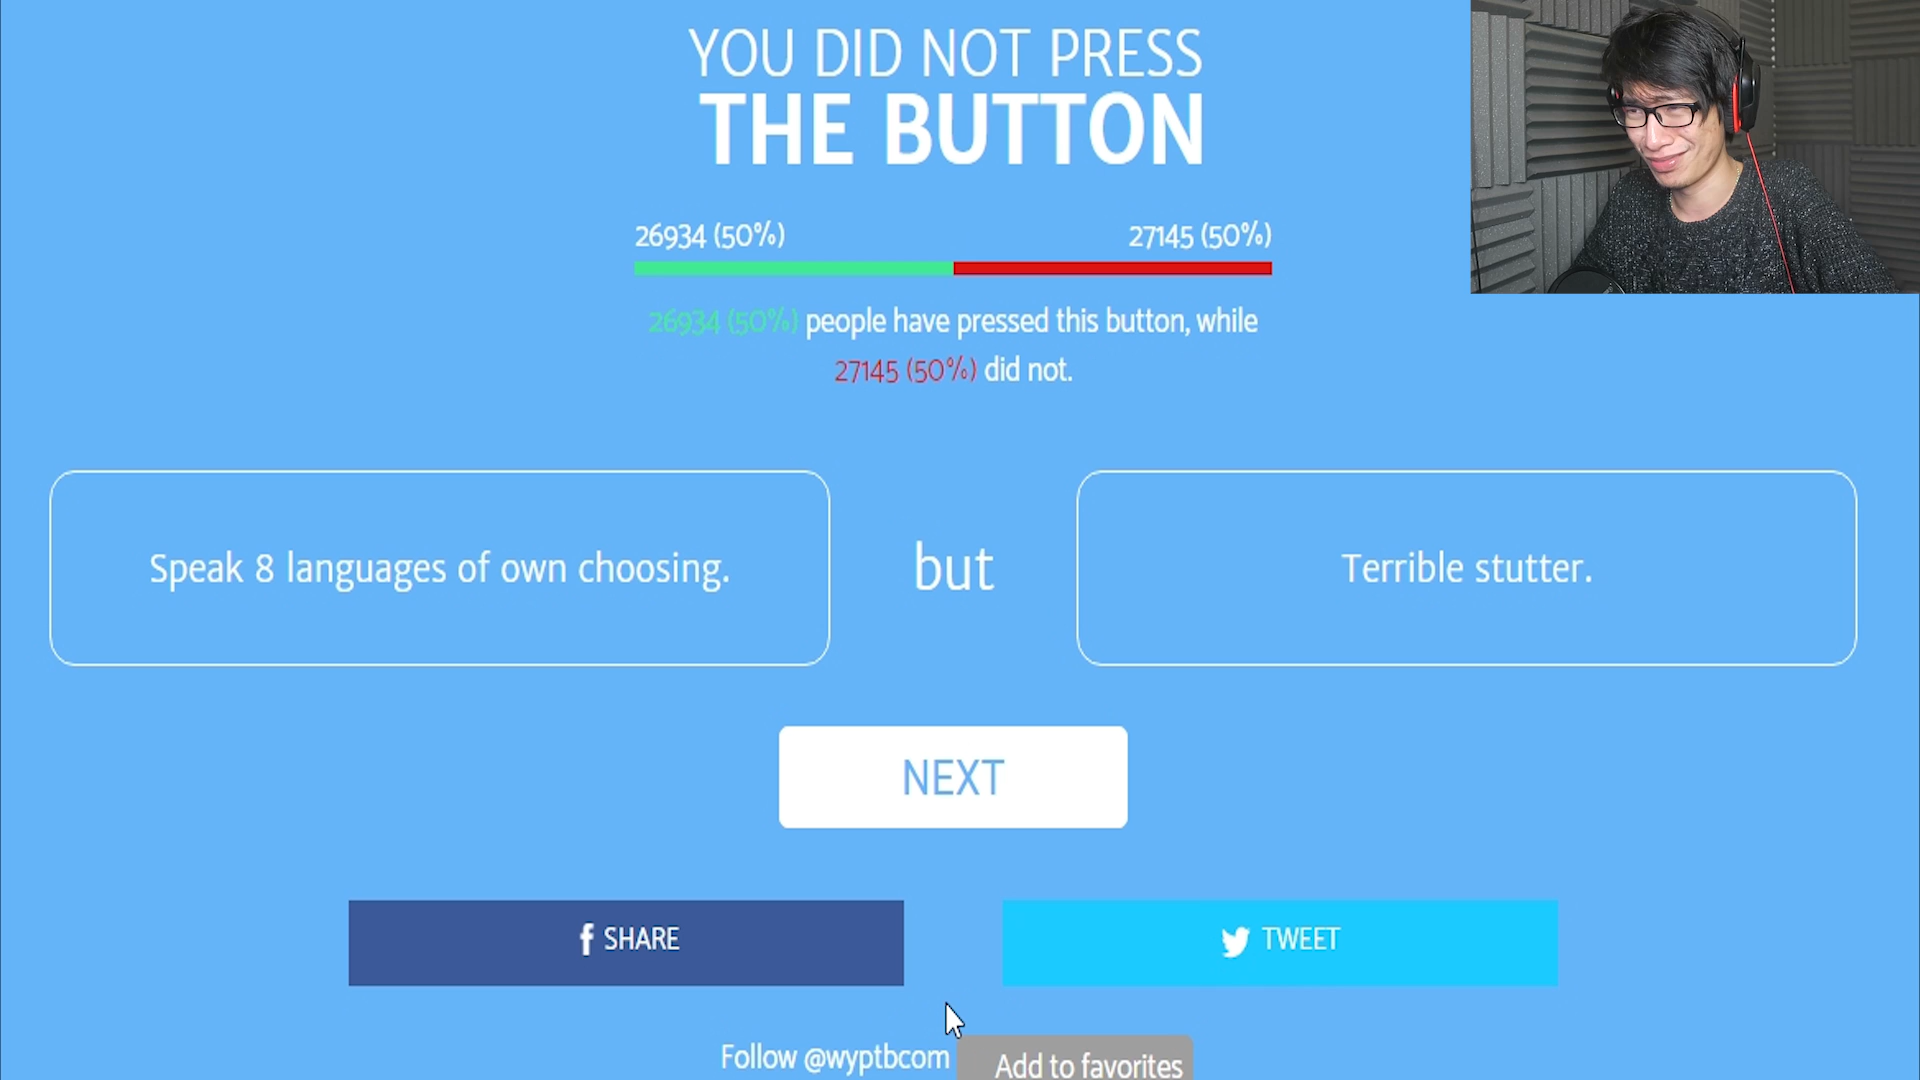 YOU DID NOT PRESS
THE BUTTON
26934 (50%) 27145 (50%)
26934 (50%) people have pressed this button, while
27145 (50%) did not.
Speak 8 languages of own choosing. but Terrible stutter.
NEXT
f SHARE TWEET
Follow @wyptbcom Add to favorites